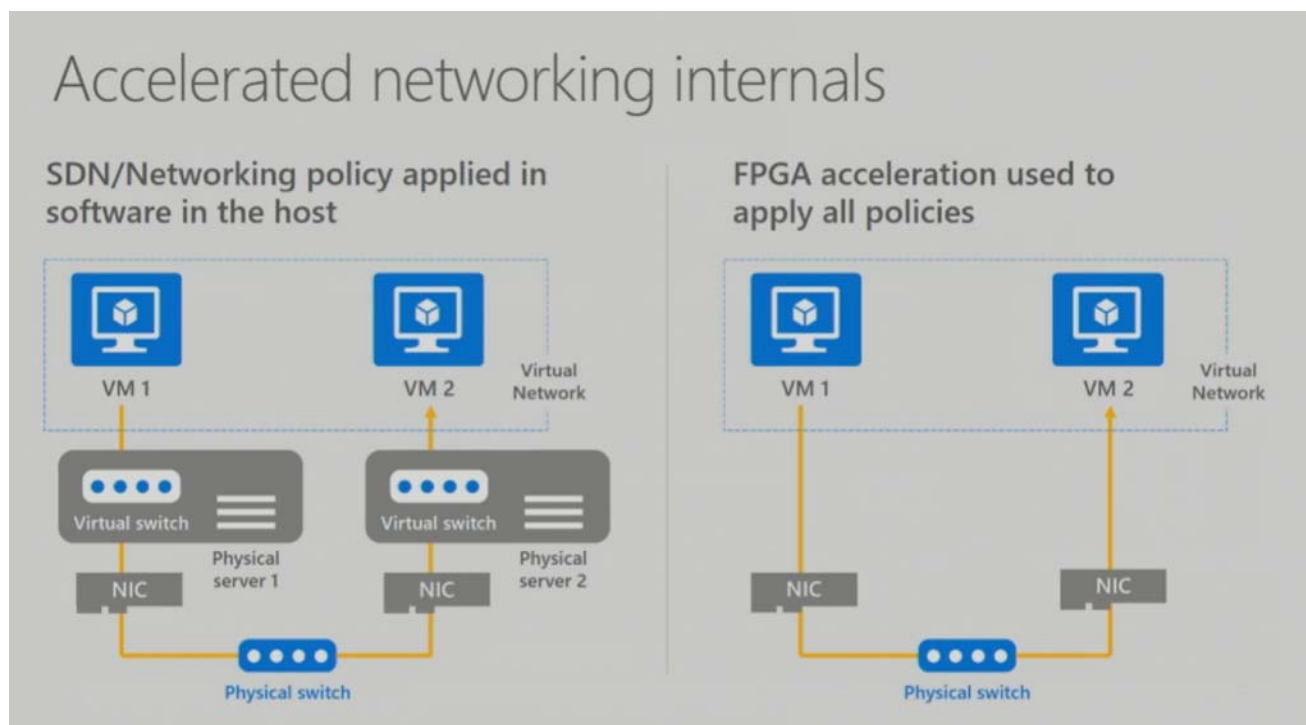 Accelerated networking internals
SDN/Networking policy applied in
software in the host
VM 1
VM 2
Virtual
Network
Virtual switch
Physical
server 1
Virtual switch
Physical
server 2
NIC
NIC
Physical switch
FPGA acceleration used to
apply all policies
VM 1
VM 2
Virtual
Network
NIC
NIC
Physical switch